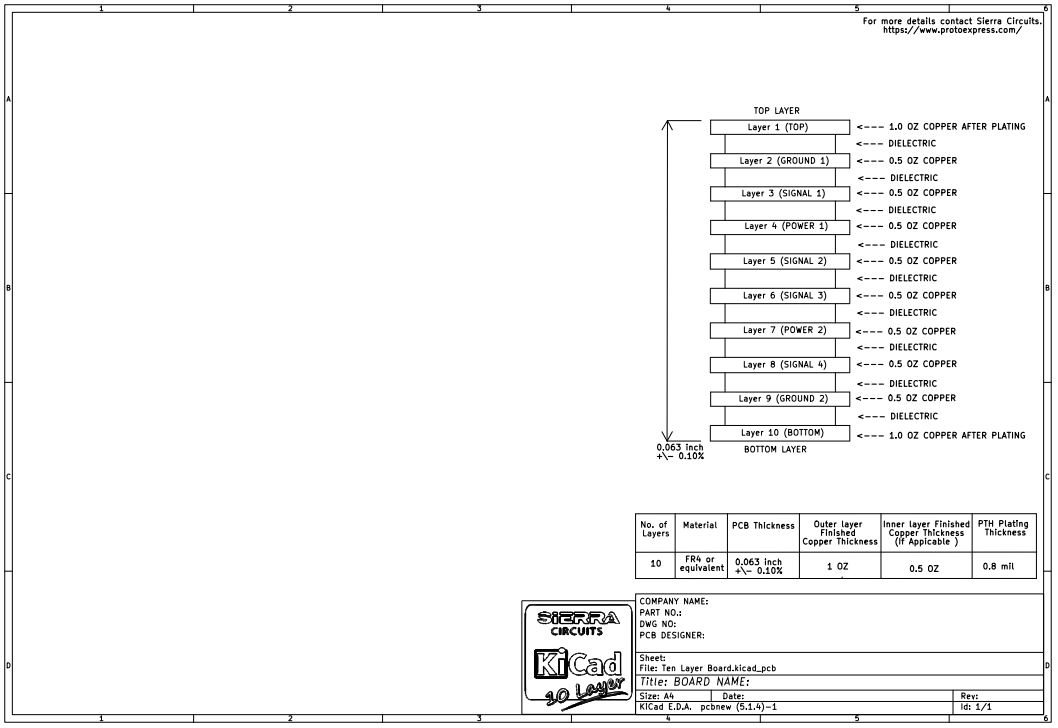 1 2 3 4 5 6
For more details contact Sierra Circuits.
https://www.protoexpress.com/
A A
TOP LAYER
Layer 1 (TOP) <--- 1.0 OZ COPPER AFTER PLATING
<--- DIELECTRIC
Layer 2 (GROUND 1) <--- 0.5 OZ COPPER
<--- DIELECTRIC
Layer 3 (SIGNAL 1) <--- 0.5 OZ COPPER
<--- DIELECTRIC
Layer 4 (POWER 1) <--- 0.5 OZ COPPER
<--- DIELECTRIC
Layer 5 (SIGNAL 2) <--- 0.5 OZ COPPER
<--- DIELECTRIC
B B
Layer 6 (SIGNAL 3) <--- 0.5 OZ COPPER
<--- DIELECTRIC
Layer 7 (POWER 2) <--- 0.5 OZ COPPER
<--- DIELECTRIC
Layer 8 (SIGNAL 4) <--- 0.5 OZ COPPER
<--- DIELECTRIC
Layer 9 (GROUND 2) <--- 0.5 OZ COPPER
<--- DIELECTRIC
Layer 10 (BOTTOM) <--- 1.0 OZ COPPER AFTER PLATING
0.063 inch
+\- 0.10%
BOTTOM LAYER
C C
No. of
Layers
Material
PCB Thickness
Outer layer
Finished
Copper Thickness
Inner layer Finished
Copper Thickness
(If Appicable )
PTH Plating
Thickness
10
FR4 or
equivalent
0.063 inch
+\- 0.10%
1 OZ
0.5 OZ
0.8 mil
SIERRA
CIRCUITS
KiCad
10 Layer
COMPANY NAME:
PART NO.:
DWG NO:
PCB DESIGNER:
Sheet:
File: Ten Layer Board.kicad_pcb
D D
Title: BOARD NAME:
Size: A4 Date: Rev:
KiCad E.D.A. pcbnew (5.1.4)-1 Id: 1/1
1 2 3 4 5 6